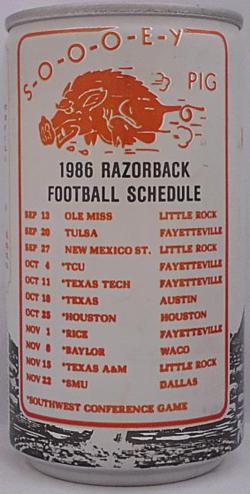 S-O-O-O-E-Y
PIG
1986 RAZORBACK
FOOTBALL SCHEDULE
SEP 13 OLE MISS LITTLE ROCK
SEP 20 TULSA FAYETTEVILLE
SEP 27 NEW MEXICO ST. LITTLE ROCK
OCT 4 *TCU FAYETTEVILLE
OCT 11 *TEXAS TECH FAYETTEVILLE
OCT 18 *TEXAS AUSTIN
OCT 25 *HOUSTON HOUSTON
NOV 1 *RICE FAYETTEVILLE
NOV 8 *BAYLOR WACO
NOV 15 *TEXAS A&M LITTLE ROCK
NOV 22 *SMU DALLAS
*SOUTHWEST CONFERENCE GAME